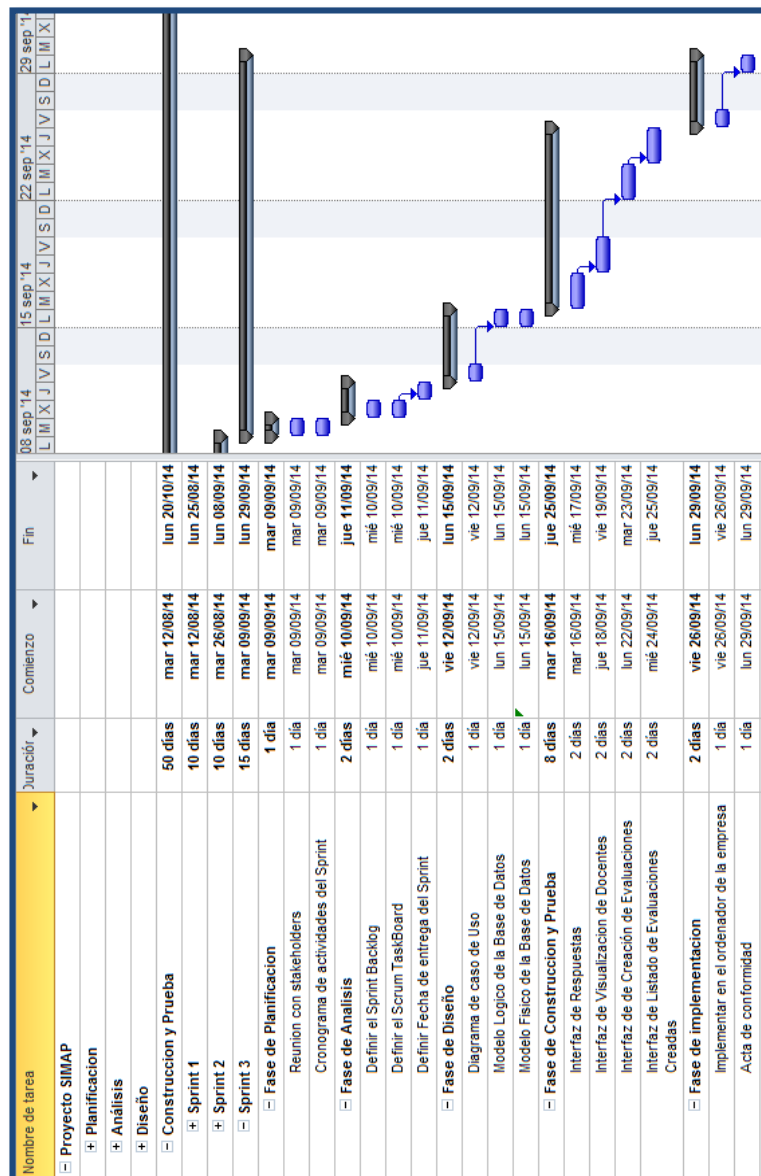 Nombre de tarea Duración Comienzo Fin 08 sep '14 15 sep '14 22 sep '14 29 sep '1
L M X J V S D L M X J V S D L M X J V S D L M X
− Proyecto SIMAP
+ Planificacion
+ Análisis
+ Diseño
− Construccion y Prueba 50 días mar 12/08/14 lun 20/10/14
+ Sprint 1 10 días mar 12/08/14 lun 25/08/14
+ Sprint 2 10 días mar 26/08/14 lun 08/09/14
− Sprint 3 15 días mar 09/09/14 lun 29/09/14
− Fase de Planificacion 1 día mar 09/09/14 mar 09/09/14
Reunion con stakeholders 1 día mar 09/09/14 mar 09/09/14
Cronograma de actividades del Sprint 1 día mar 09/09/14 mar 09/09/14
− Fase de Analisis 2 días mié 10/09/14 jue 11/09/14
Definir el Sprint Backlog 1 día mié 10/09/14 mié 10/09/14
Definir el Scrum TaskBoard 1 día mié 10/09/14 mié 10/09/14
Definir Fecha de entrega del Sprint 1 día jue 11/09/14 jue 11/09/14
− Fase de Diseño 2 días vie 12/09/14 lun 15/09/14
Diagrama de caso de Uso 1 día vie 12/09/14 vie 12/09/14
Modelo Logico de la Base de Datos 1 día lun 15/09/14 lun 15/09/14
Modelo Fisico de la Base de Datos 1 día lun 15/09/14 lun 15/09/14
− Fase de Construccion y Prueba 8 días mar 16/09/14 jue 25/09/14
Interfaz de Respuestas 2 días mar 16/09/14 mié 17/09/14
Interfaz de Visualizacion de Docentes 2 días jue 18/09/14 vie 19/09/14
Interfaz de de Creación de Evaluaciones 2 días lun 22/09/14 mar 23/09/14
Interfaz de Listado de Evaluaciones 2 días mié 24/09/14 jue 25/09/14
Creadas
− Fase de implementacion 2 días vie 26/09/14 lun 29/09/14
Implementar en el ordenador de la empresa 1 día vie 26/09/14 vie 26/09/14
Acta de conformidad 1 día lun 29/09/14 lun 29/09/14